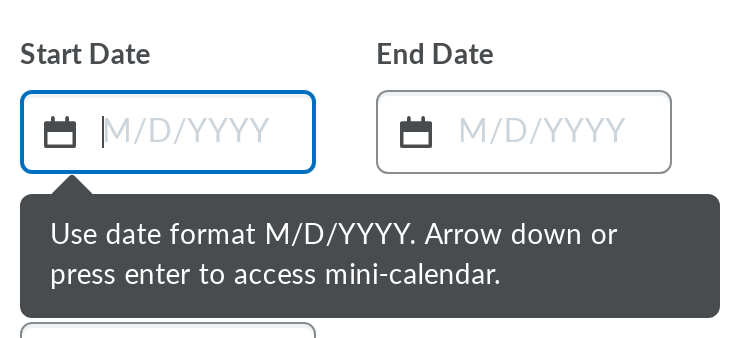 Start Date End Date
M/D/YYYY M/D/YYYY
Use date format M/D/YYYY. Arrow down or
press enter to access mini-calendar.